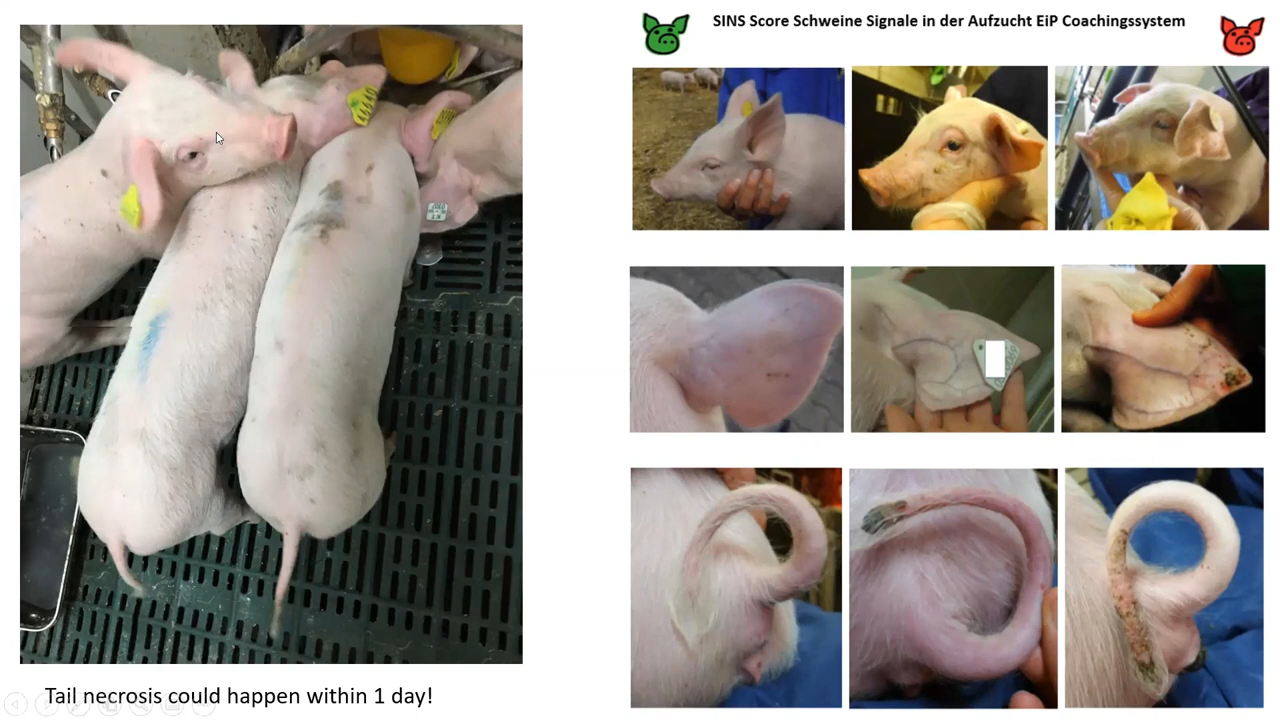 SINS Score Schweine Signale in der Aufzucht EiP Coachingssystem
Tail necrosis could happen within 1 day!